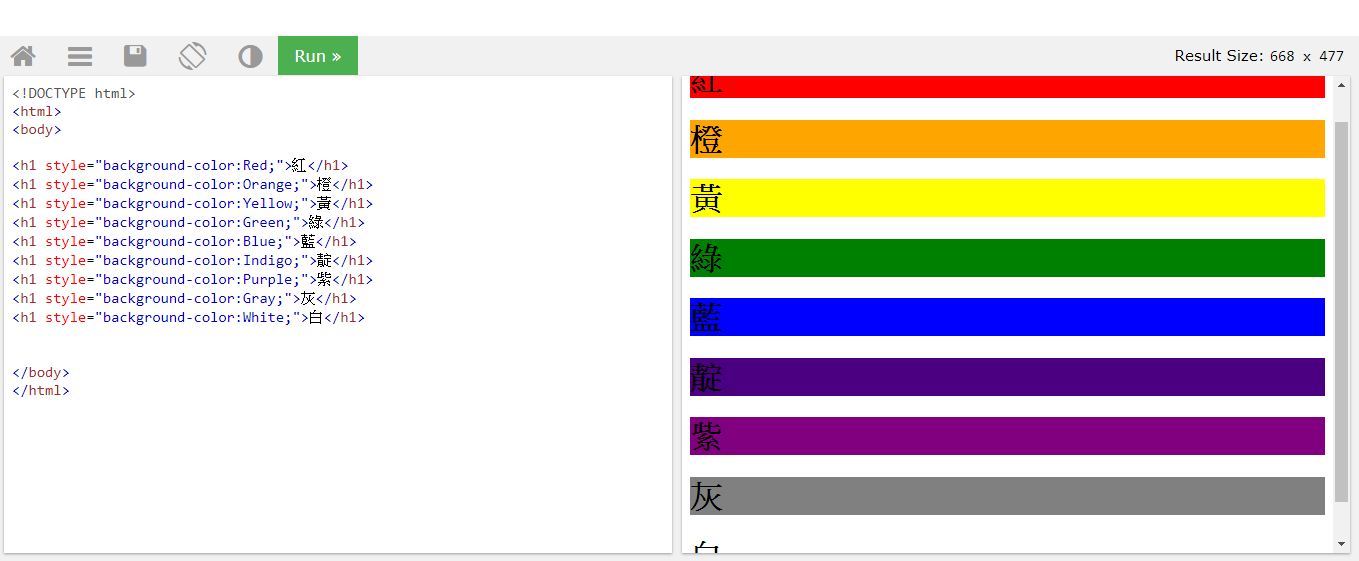 Run »
Result Size: 668 x 477
<!DOCTYPE html>
<html>
<body>
<h1 style="background-color:Red;">紅</h1>
<h1 style="background-color:Orange;">橙</h1>
<h1 style="background-color:Yellow;">黃</h1>
<h1 style="background-color:Green;">綠</h1>
<h1 style="background-color:Blue;">藍</h1>
<h1 style="background-color:Indigo;">靛</h1>
<h1 style="background-color:Purple;">紫</h1>
<h1 style="background-color:Gray;">灰</h1>
<h1 style="background-color:White;">白</h1>
</body>
</html>
紅
橙
黃
綠
藍
靛
紫
灰
白